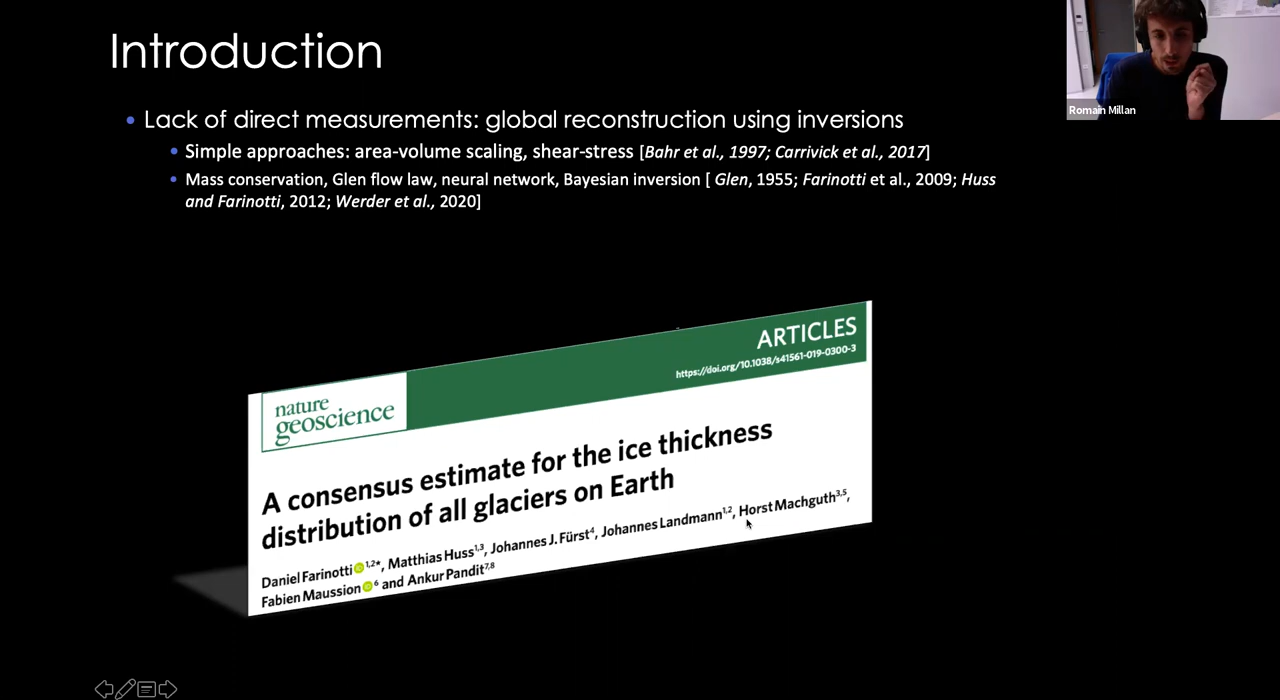 Introduction
Romain Millan
• Lack of direct measurements: global reconstruction using inversions
• Simple approaches: area-volume scaling, shear-stress [Bahr et al., 1997; Carrivick et al., 2017]
• Mass conservation, Glen flow law, neural network, Bayesian inversion [ Glen, 1955; Farinotti et al., 2009; Huss
and Farinotti, 2012; Werder et al., 2020]
ARTICLES
https://doi.org/10.1038/s41561-019-0300-3
nature
geoscience
A consensus estimate for the ice thickness
distribution of all glaciers on Earth
Daniel Farinotti 1,2*, Matthias Huss1,3, Johannes J. Fürst4, Johannes Landmann1,2, Horst Machguth3,5,
Fabien Maussion 6 and Ankur Pandit7,8